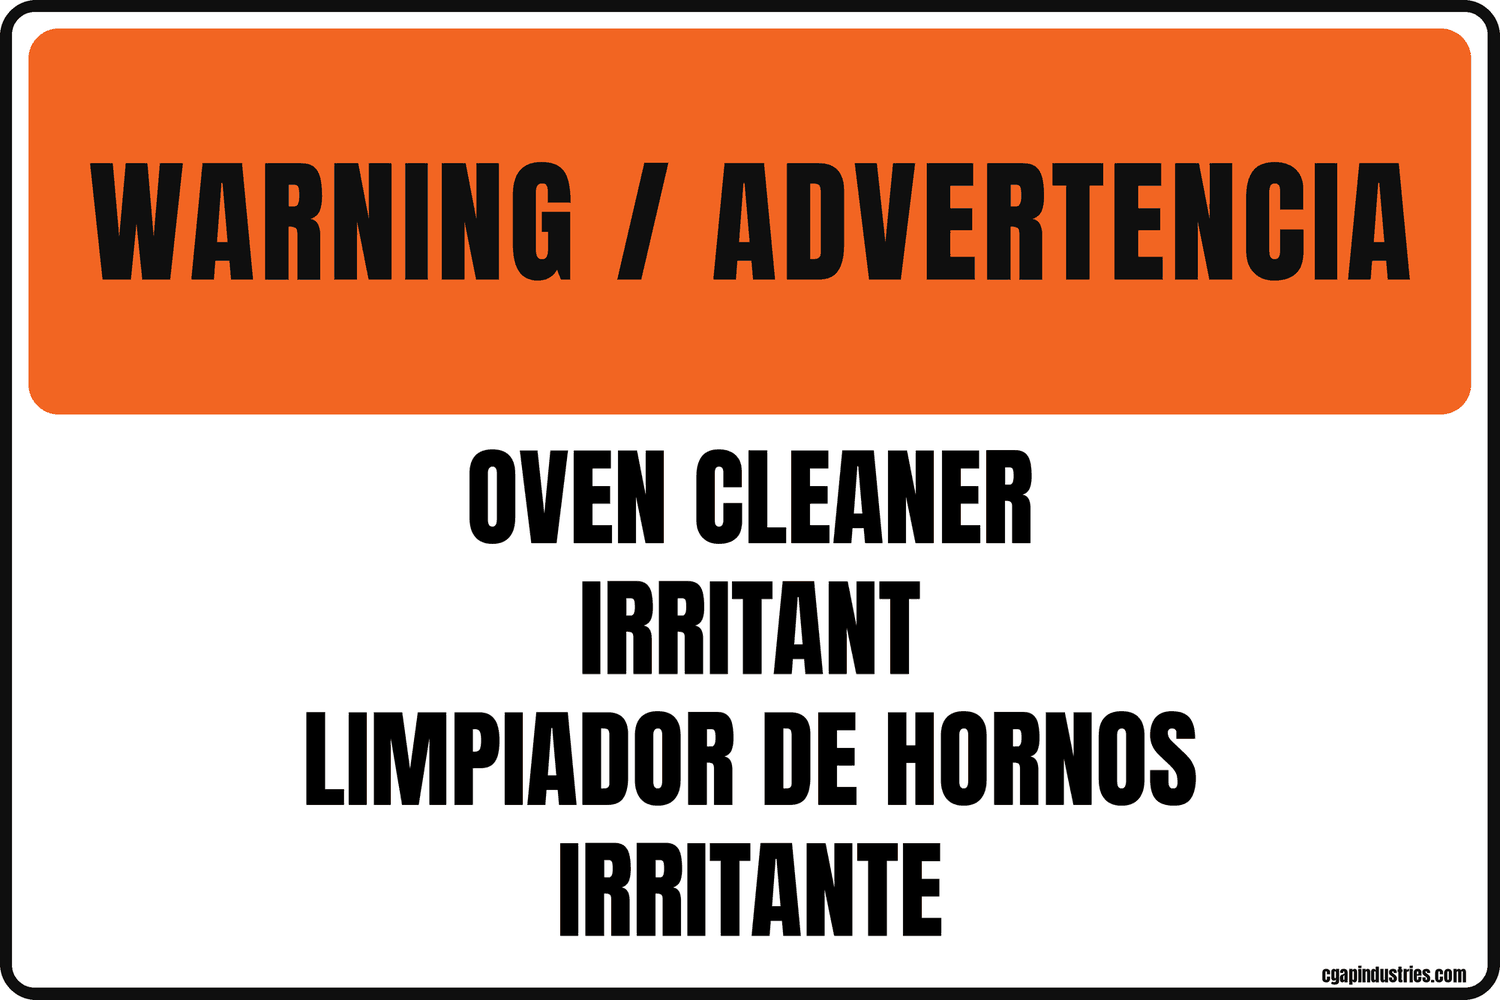 WARNING / ADVERTENCIA
OVEN CLEANER
IRRITANT
LIMPIADOR DE HORNOS
IRRITANTE
cgapindustries.com